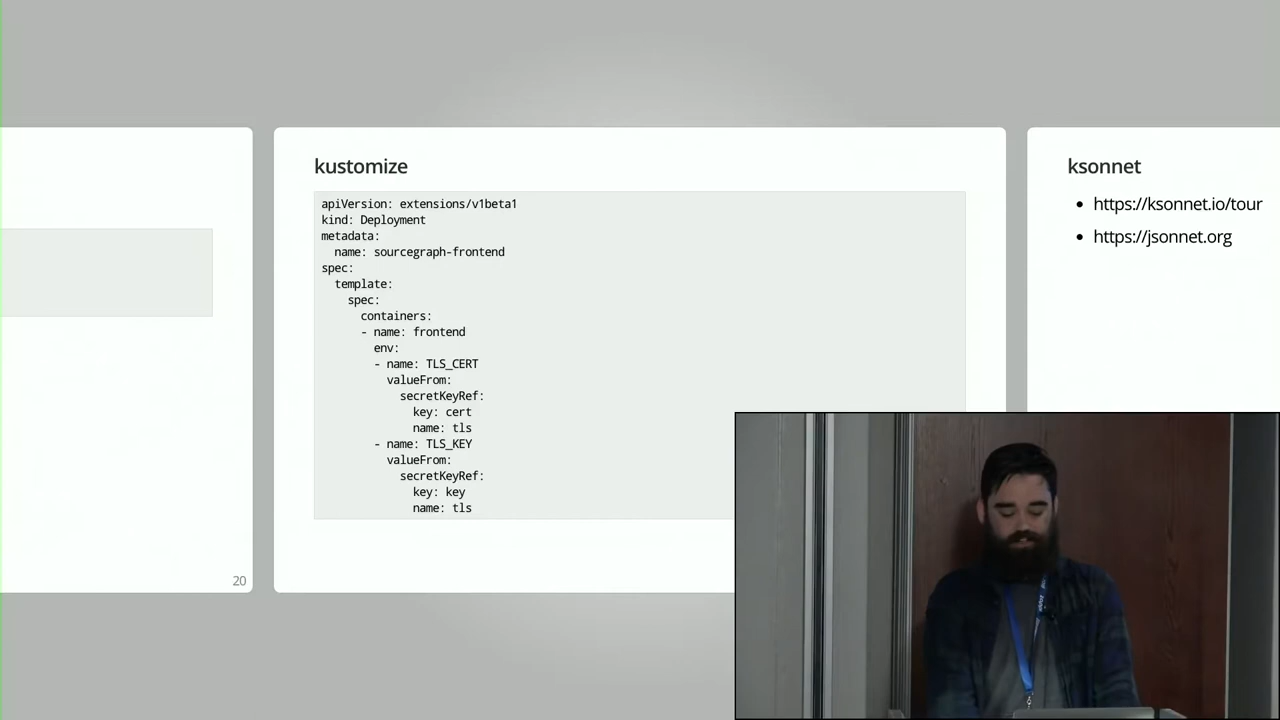 20
kustomize
apiVersion: extensions/v1beta1
kind: Deployment
metadata:
  name: sourcegraph-frontend
spec:
  template:
    spec:
      containers:
      - name: frontend
        env:
        - name: TLS_CERT
          valueFrom:
            secretKeyRef:
              key: cert
              name: tls
        - name: TLS_KEY
          valueFrom:
            secretKeyRef:
              key: key
              name: tls
ksonnet
• https://ksonnet.io/tour
• https://jsonnet.org